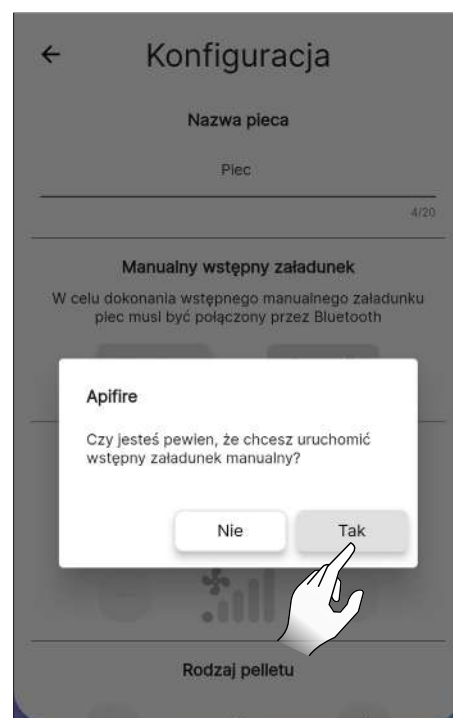 Konfiguracja
Nazwa pieca
Piec
4/20
Manualny wstępny załadunek
W celu dokonania wstępnego manualnego załadunku
piec musi być połączony przez Bluetooth
Apifire
Czy jesteś pewien, że chcesz uruchomić
wstępny załadunek manualny?
Nie
Tak
Rodzaj pelletu